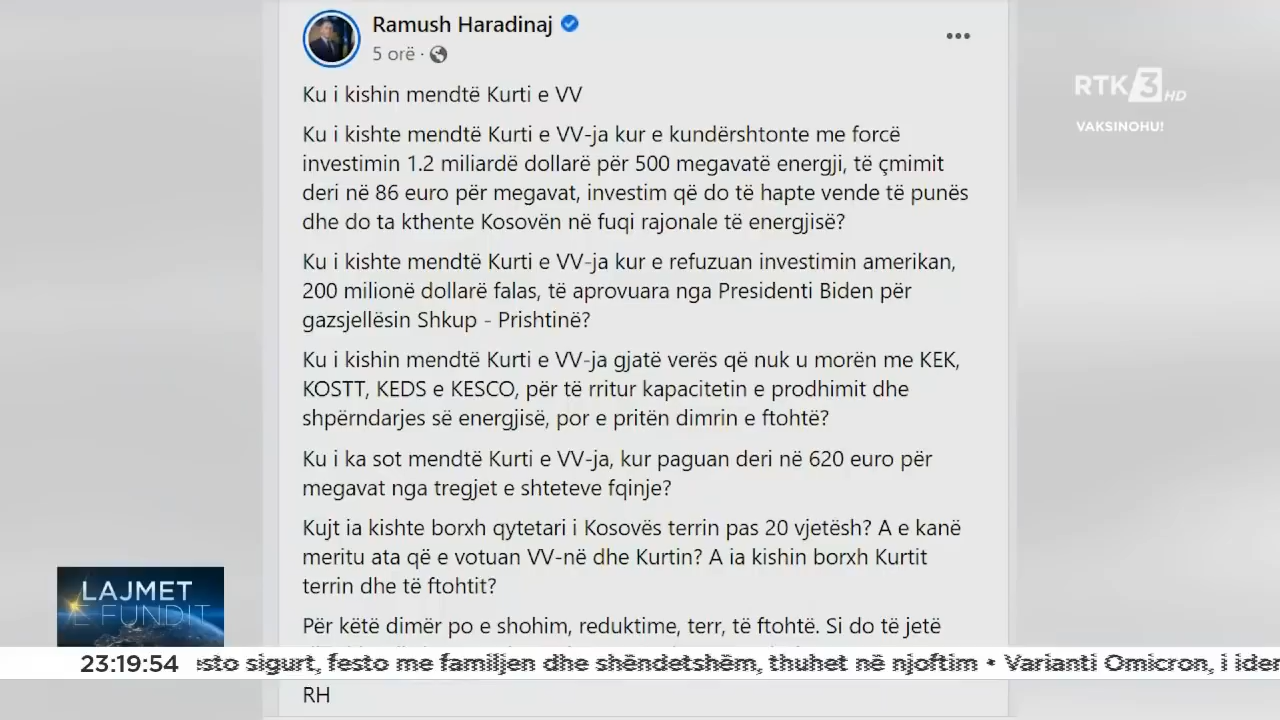 Ramush Haradinaj
5 orë ·
Ku i kishin mendtë Kurti e VV
Ku i kishte mendtë Kurti e VV-ja kur e kundërshtonte me forcë
investimin 1.2 miliardë dollarë për 500 megavatë energji, të çmimit
deri në 86 euro për megavat, investim që do të hapte vende të punës
dhe do ta kthente Kosovën në fuqi rajonale të energjisë?
Ku i kishte mendtë Kurti e VV-ja kur e refuzuan investimin amerikan,
200 milionë dollarë falas, të aprovuara nga Presidenti Biden për
gazsjellësin Shkup - Prishtinë?
Ku i kishin mendtë Kurti e VV-ja gjatë verës që nuk u morën me KEK,
KOSTT, KEDS e KESCO, për të rritur kapacitetin e prodhimit dhe
shpërndarjes së energjisë, por e pritën dimrin e ftohtë?
Ku i ka sot mendtë Kurti e VV-ja, kur paguan deri në 620 euro për
megavat nga tregjet e shteteve fqinje?
Kujt ia kishte borxh qytetari i Kosovës terrin pas 20 vjetësh? A e kanë
meritu ata që e votuan VV-në dhe Kurtin? A ia kishin borxh Kurtit
terrin dhe të ftohtit?
Për këtë dimër po e shohim, reduktime, terr, të ftohtë. Si do të jetë
RH
RTK 3 HD
VAKSINOHU!
LAJMET
E FUNDIT
23:19:54 esto sigurt, festo me familjen dhe shëndetshëm, thuhet në njoftim • Varianti Omicron, i iden